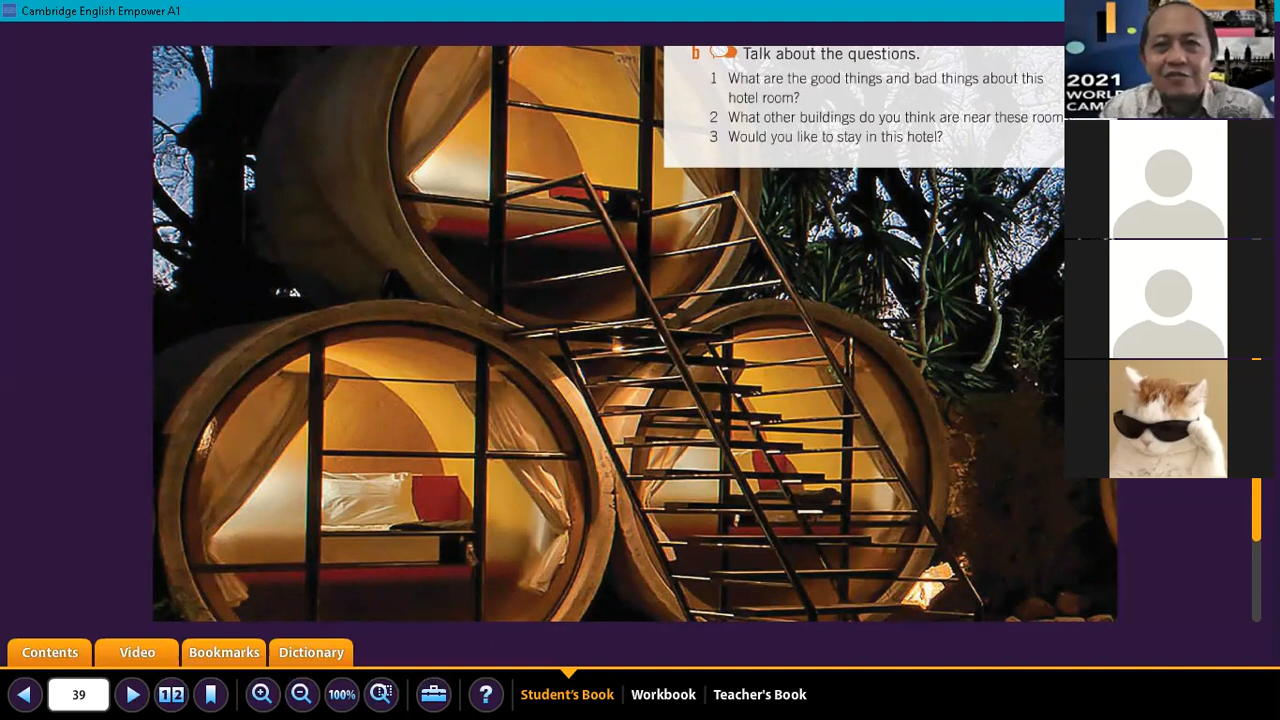 Cambridge English Empower A1
b Talk about the questions.
1 What are the good things and bad things about this
hotel room?
2 What other buildings do you think are near these room
3 Would you like to stay in this hotel?
2021
WORL
CAM
Contents
Video
Bookmarks
Dictionary
39
1 2
100%
?
Student's Book
Workbook
Teacher's Book